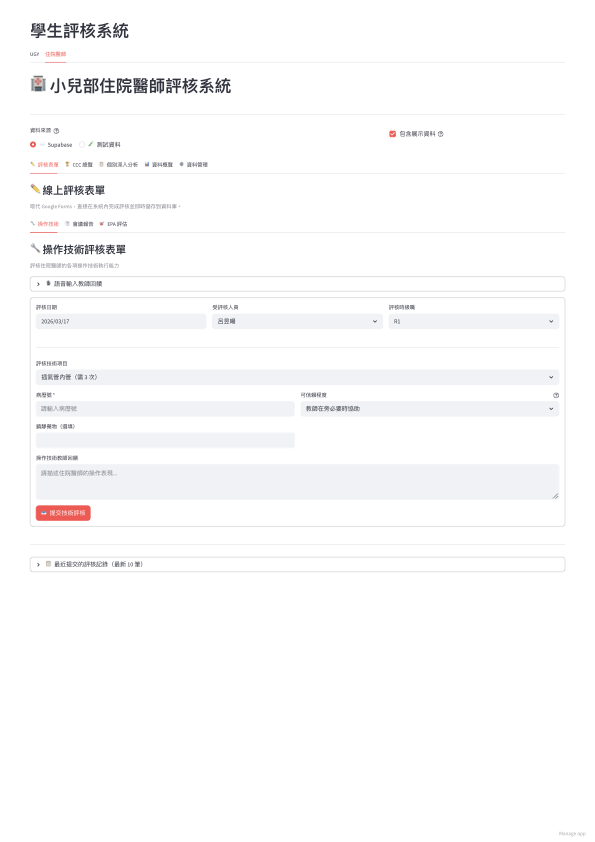 學生評核系統
UGY 住院醫師
小兒部住院醫師評核系統
資料來源
Supabase 測試資料
包含展示資料
評核表單 CCC 總覽 個別深入分析 資料概覽 資料管理
線上評核表單
取代 Google Forms，直接在系統內完成評核並即時儲存到資料庫。
操作技術 會議報告 EPA 評估
操作技術評核表單
評核住院醫師的各項操作技術執行能力
語音輸入教師回饋
評核日期 受評核人員 評核時級職
2026/03/17 呂昱暘 R1
評核技術項目
插氣管內管（需 3 次）
病歷號* 可信賴程度
請輸入病歷號 教師在旁必要時協助
鎮靜藥物（選填）
操作技術教師回饋
請描述住院醫師的操作表現...
提交技術評核
最近提交的評核記錄（最新 10 筆）
Manage app